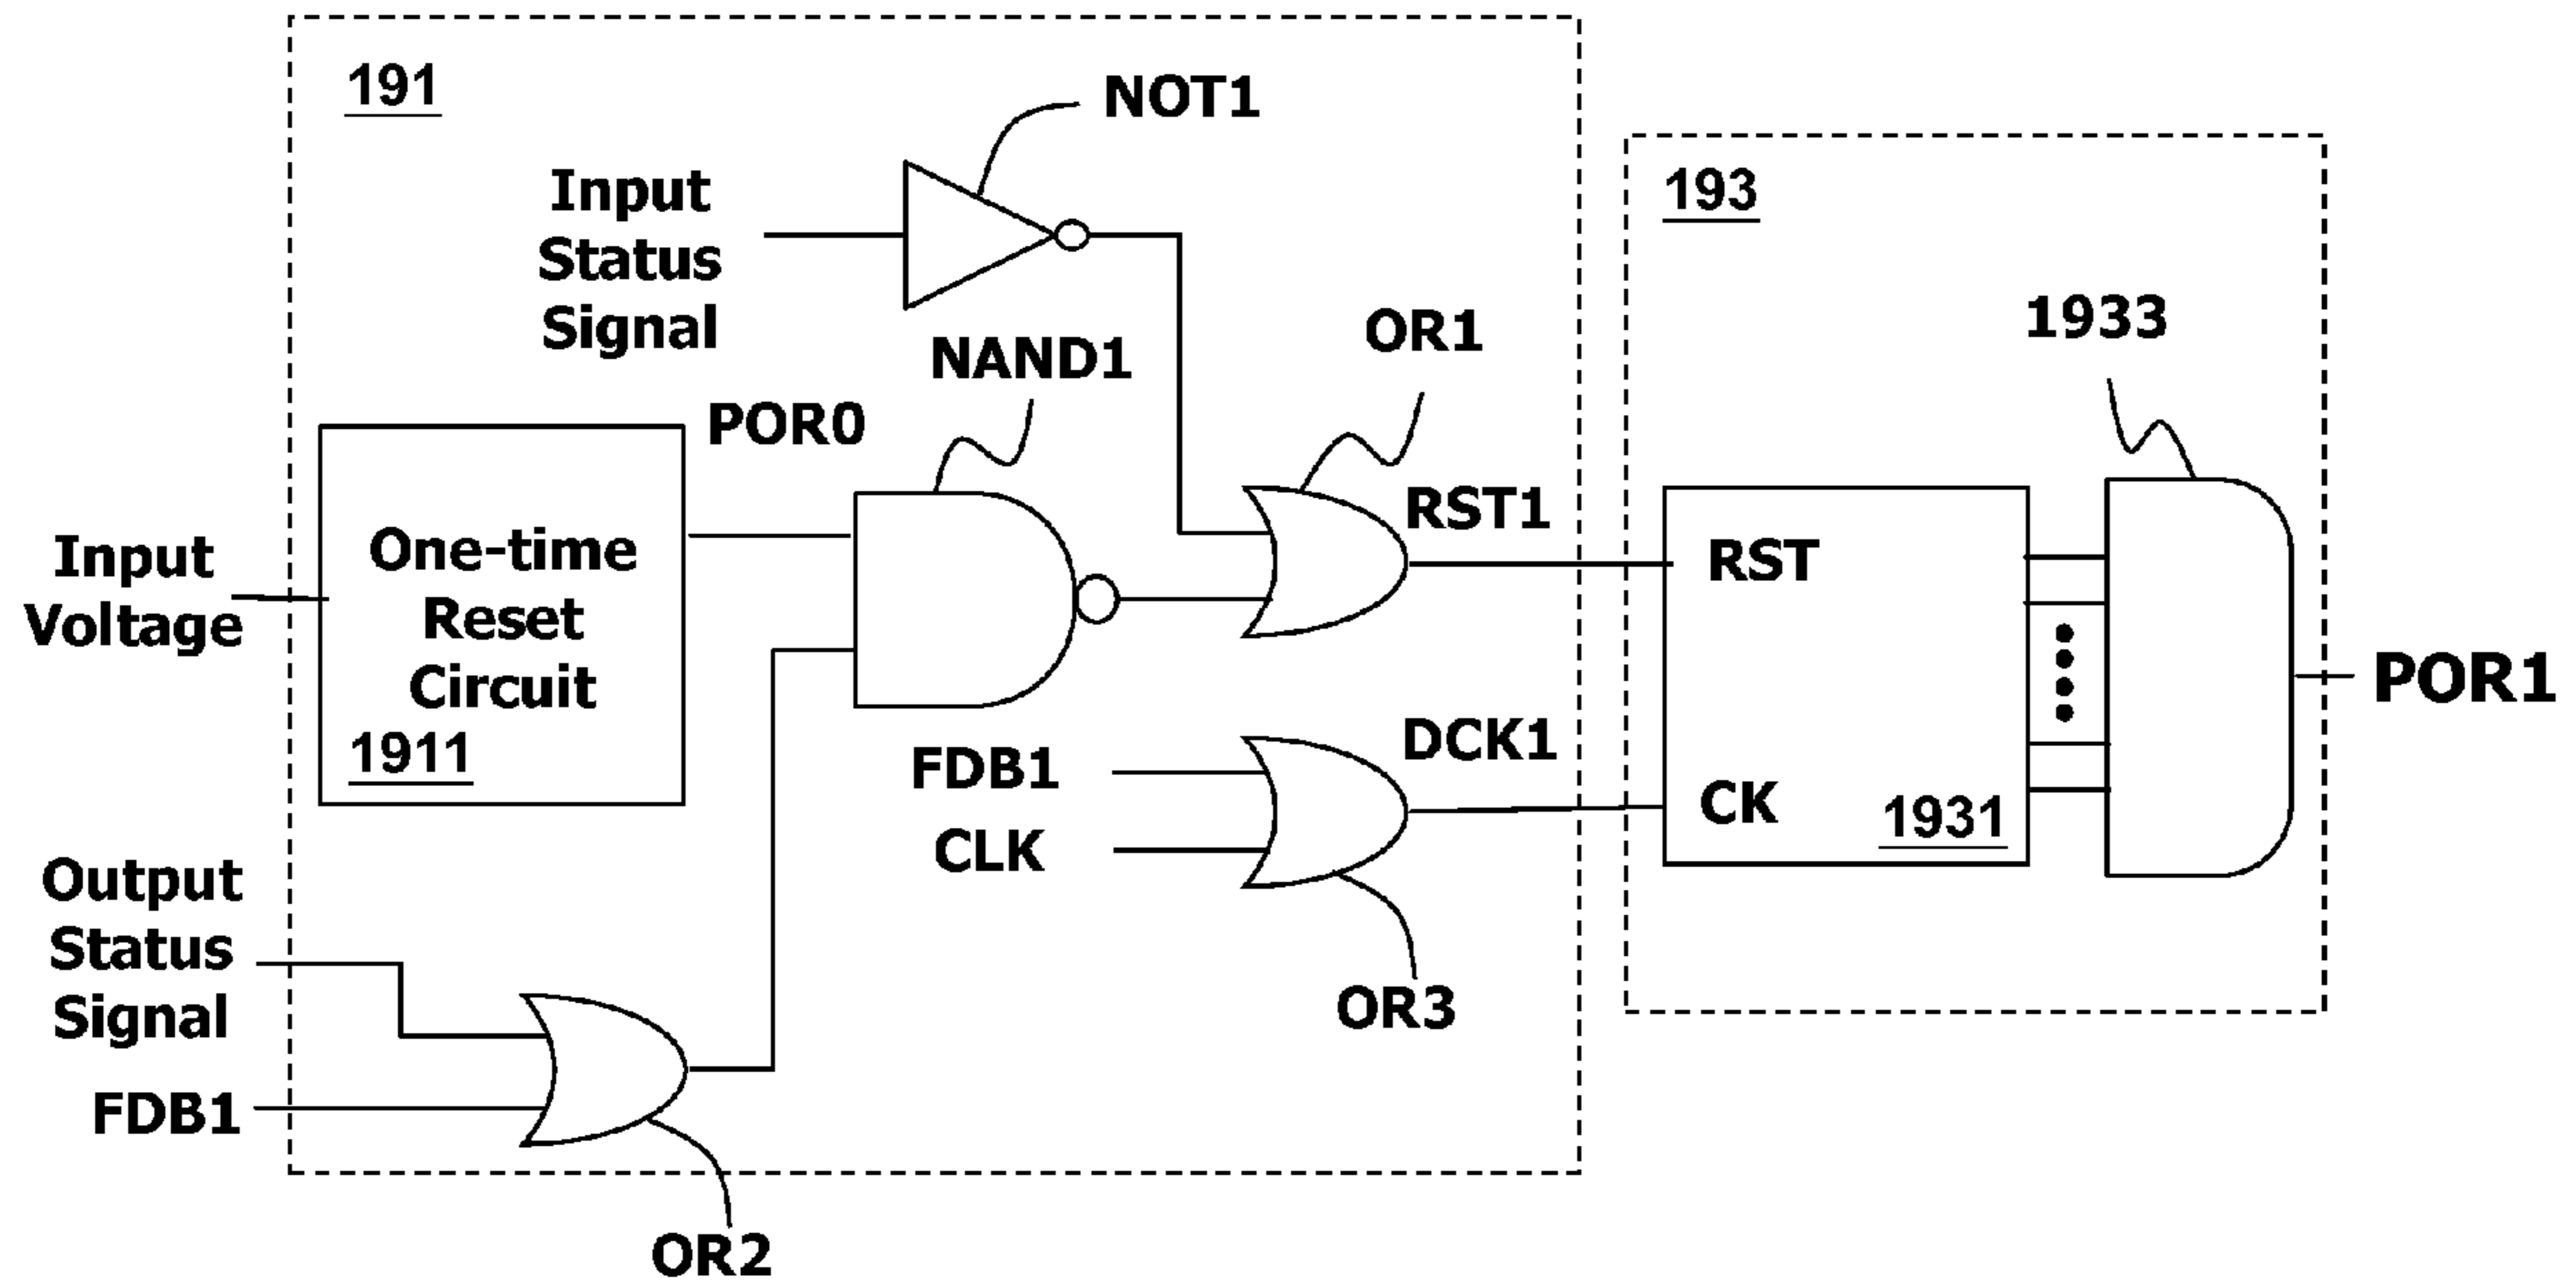 191
NOT1
Input
Status
Signal
193
1933
NAND1
OR1
POR0
RST1
One-time
Reset
Circuit
1911
Input
Voltage
RST
POR1
FDB1
CLK
DCK1
CK
1931
Output
Status
Signal
FDB1
OR3
OR2